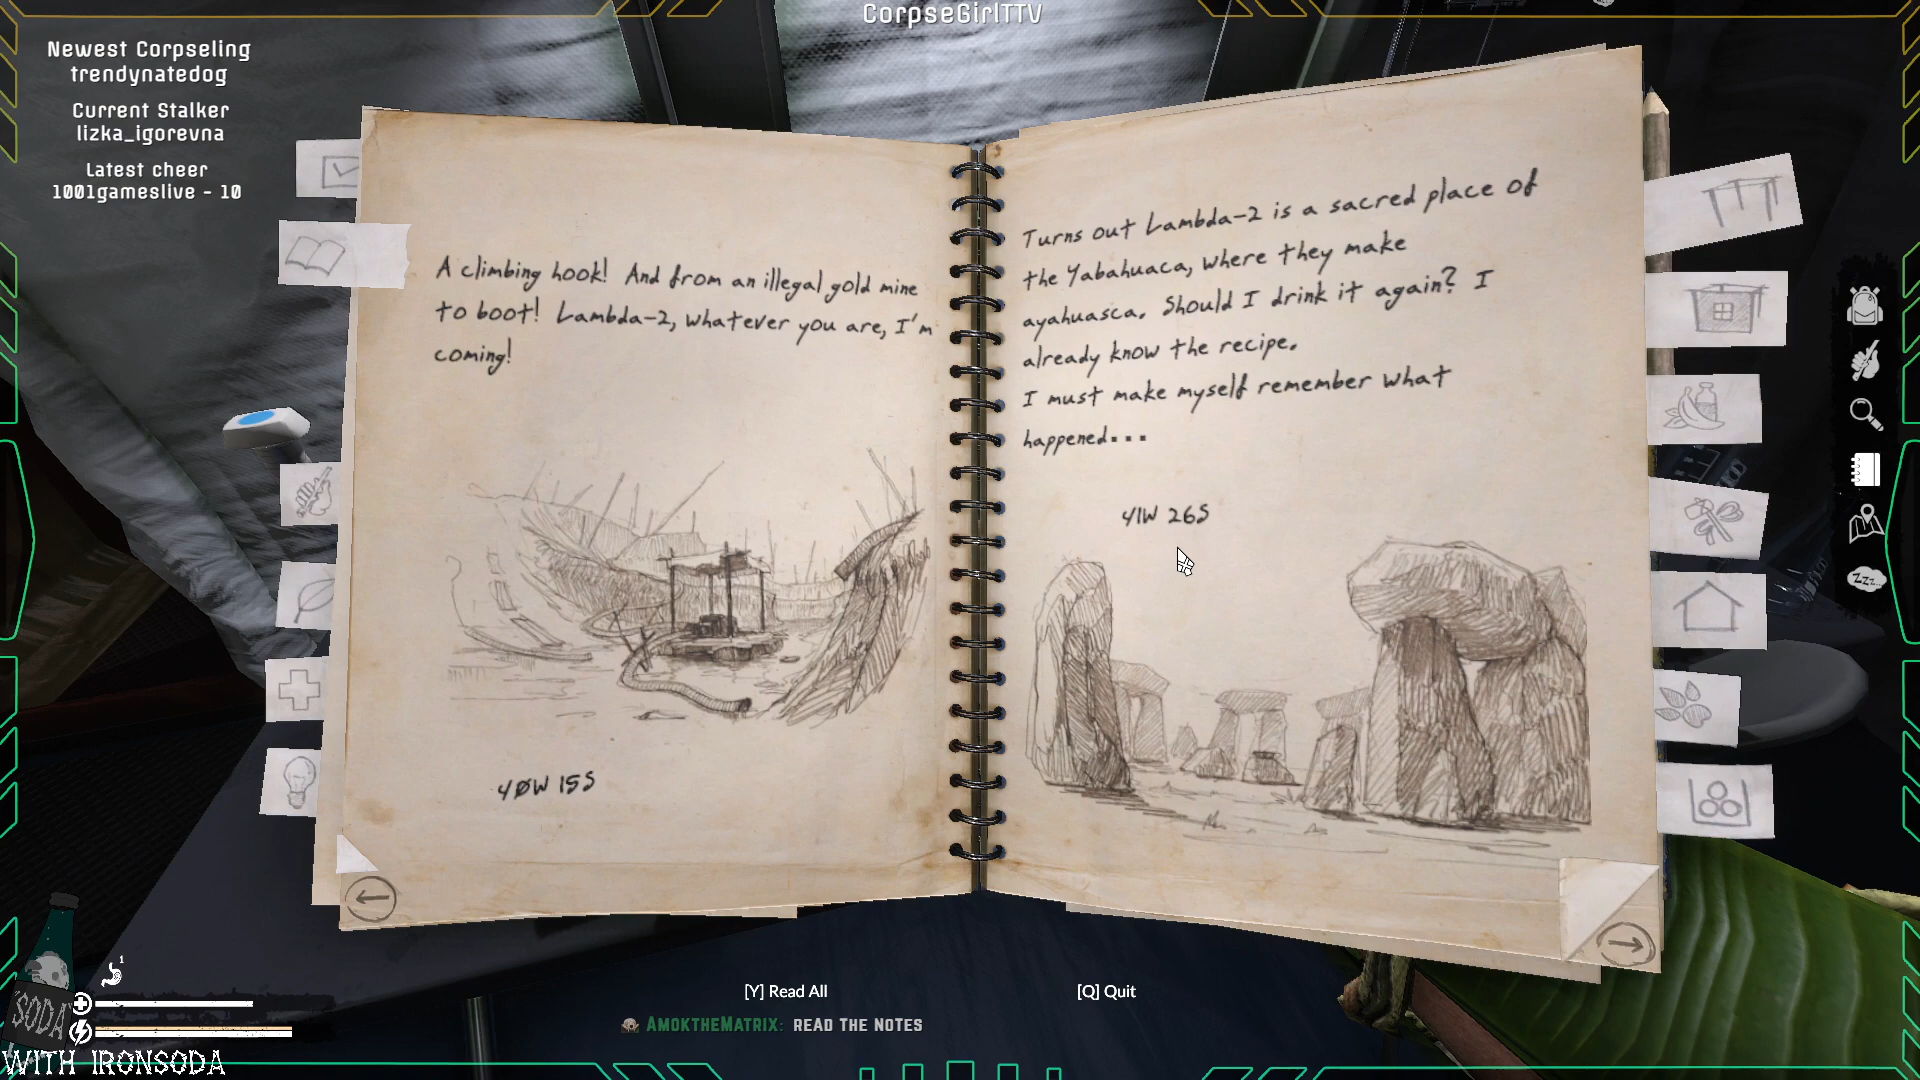 CorpseGirlTTV
Newest Corpseling
trendynatedog
Current Stalker
lizka_igorevna
Latest cheer
1001gameslive - 10
A climbing hook! And from an illegal gold mine
to boot! Lambda-2, whatever you are, I'm
coming!
40W 15S
Turns out Lambda-2 is a sacred place of
the Yabahuaca, where they make
ayahuasca. Should I drink it again? I
already know the recipe.
I must make myself remember what
happened...
41W 26S
Zzz...
1
SODA
WITH IRONSODA
[Y] Read All
[Q] Quit
AMOKTHEMATRIX: READ THE NOTES